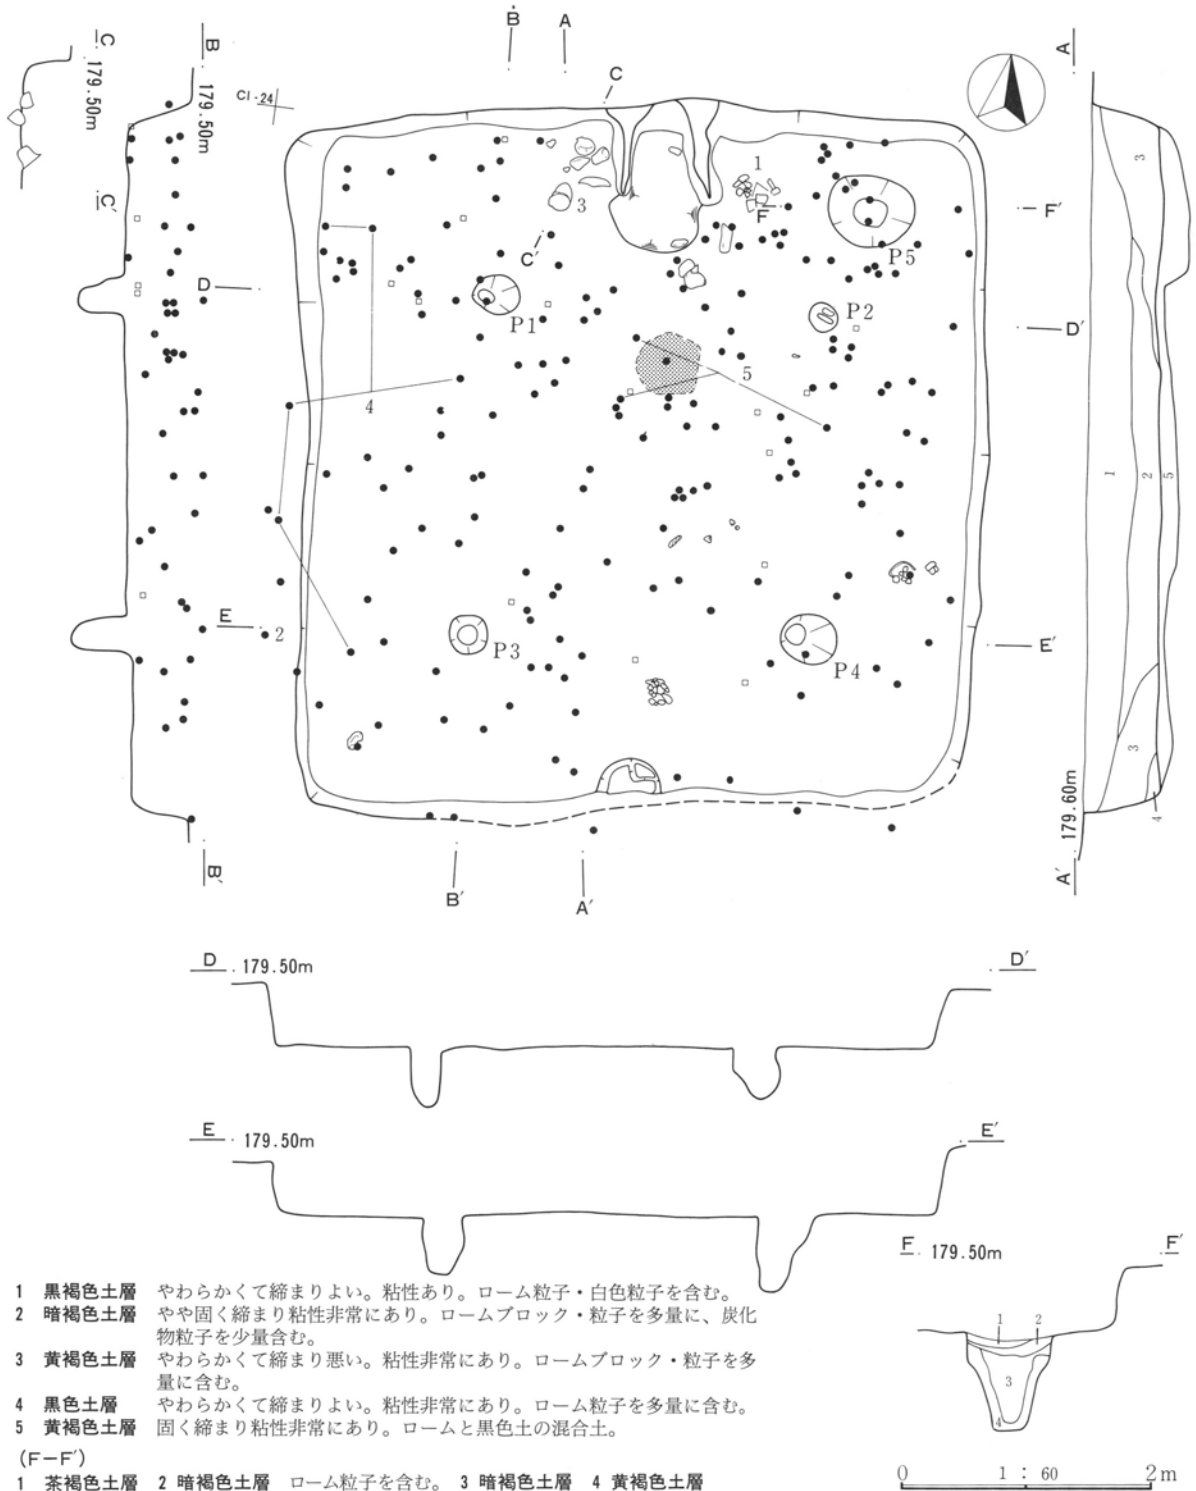 B A
C 179.50m
B 179.50m
CI-24
C
A
1
3
3
F F′
C′
C′
P5
D D′
P1
P2
5
4
1 2 5
E
2
P3
P4
E′
3
179.60m
4
B′
B′
A′
A′
D 179.50m D′
E 179.50m E′
F 179.50m F′
1 2
3
4
1 黒褐色土層 やわらかくて締まりよい。粘性あり。ローム粒子・白色粒子を含む。
2 暗褐色土層 やや固く締まり粘性非常にあり。ロームブロック・粒子を多量に、炭化
物粒子を少量含む。
3 黄褐色土層 やわらかくて締まり悪い。粘性非常にあり。ロームブロック・粒子を多
量に含む。
4 黒色土層 やわらかくて締まりよい。粘性非常にあり。ローム粒子を多量に含む。
5 黄褐色土層 固く締まり粘性非常にあり。ロームと黒色土の混合土。
(F−F′)
1 茶褐色土層 2 暗褐色土層 ローム粒子を含む。 3 暗褐色土層 4 黄褐色土層
0 1:60 2m